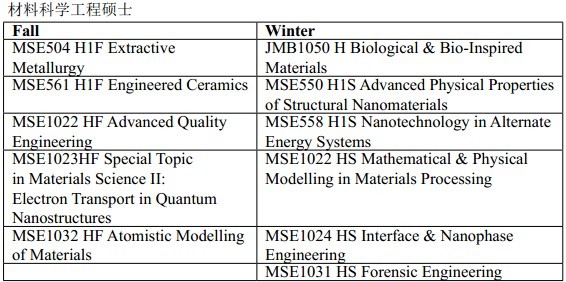 材料科学工程硕士
Fall
Winter
MSE504 H1F Extractive
Metallurgy
JMB1050 H Biological & Bio-Inspired
Materials
MSE561 H1F Engineered Ceramics
MSE550 H1S Advanced Physical Properties
of Structural Nanomaterials
MSE1022 HF Advanced Quality
Engineering
MSE558 H1S Nanotechnology in Alternate
Energy Systems
MSE1023HF Special Topic
in Materials Science II:
Electron Transport in Quantum
Nanostructures
MSE1022 HS Mathematical & Physical
Modelling in Materials Processing
MSE1032 HF Atomistic Modelling
of Materials
MSE1024 HS Interface & Nanophase
Engineering
MSE1031 HS Forensic Engineering